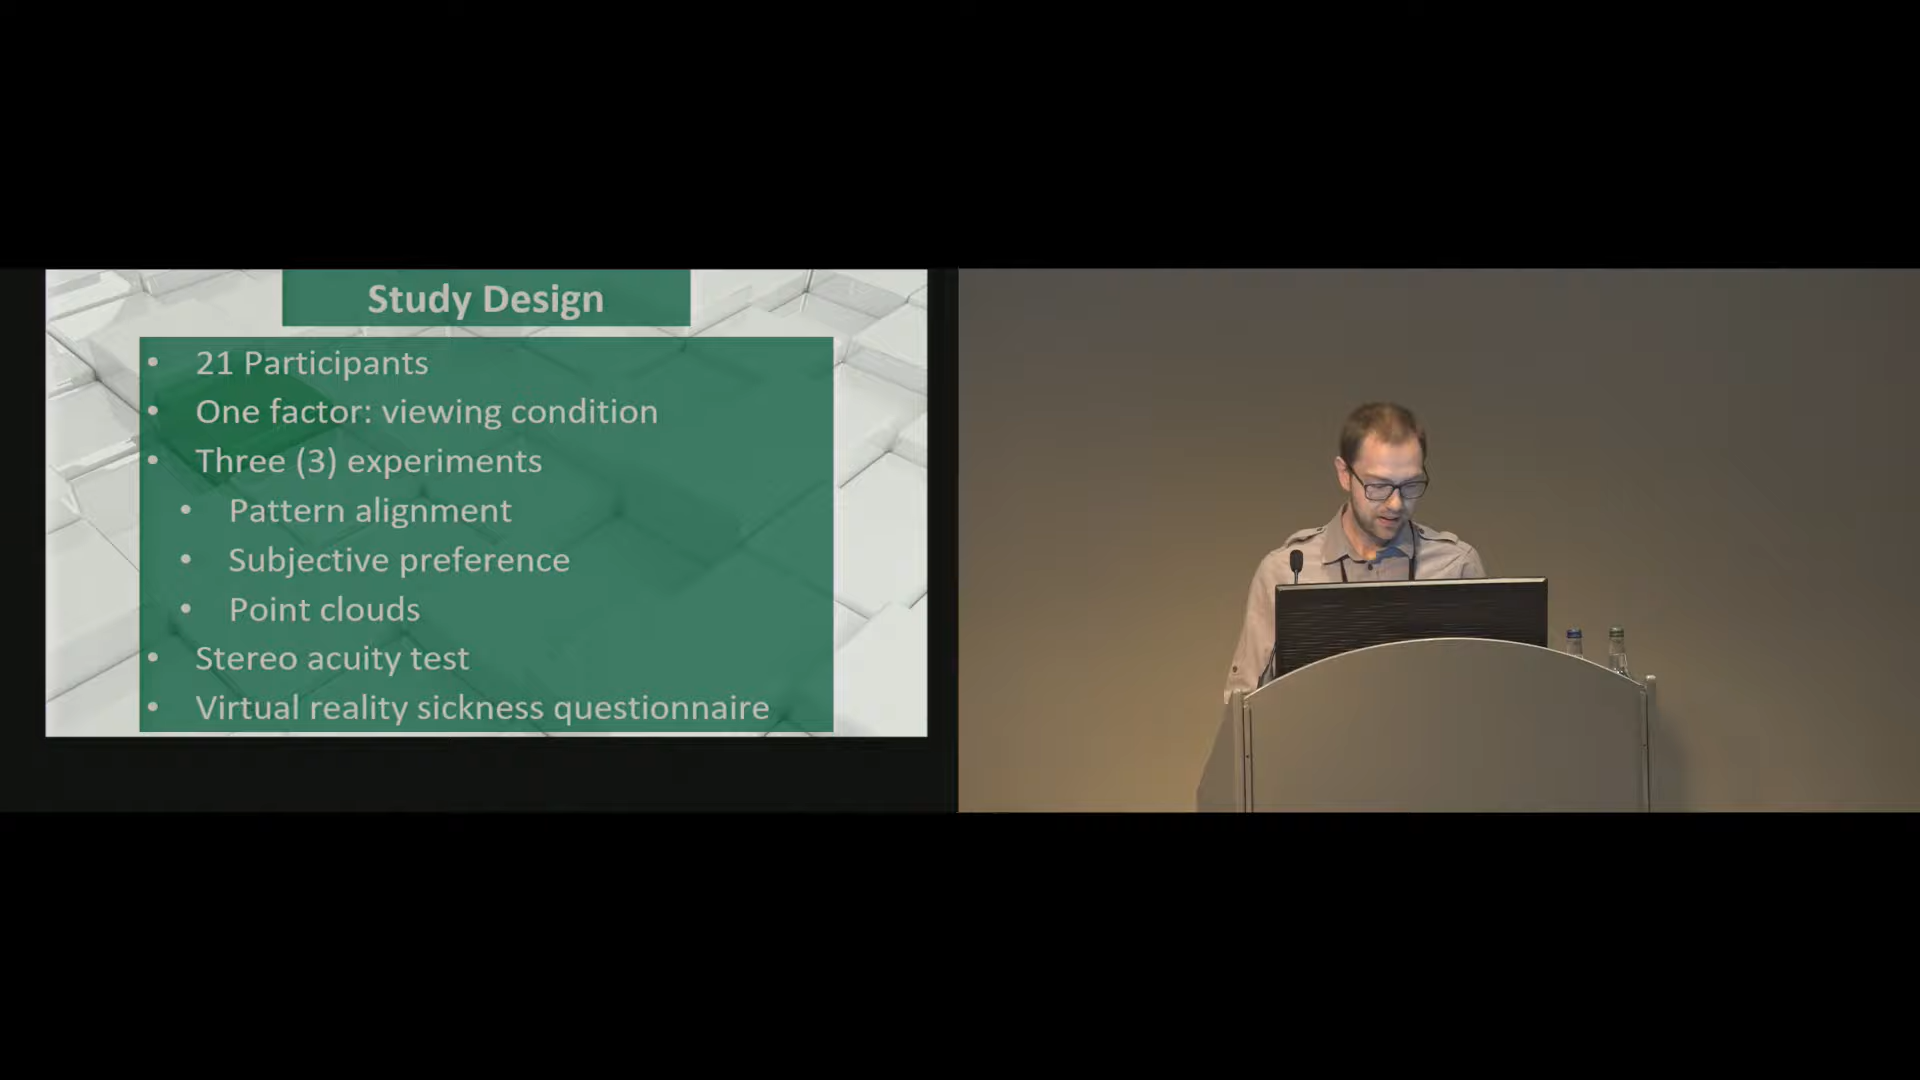 Study Design
• 21 Participants
• One factor: viewing condition
• Three (3) experiments
• Pattern alignment
• Subjective preference
• Point clouds
• Stereo acuity test
• Virtual reality sickness questionnaire